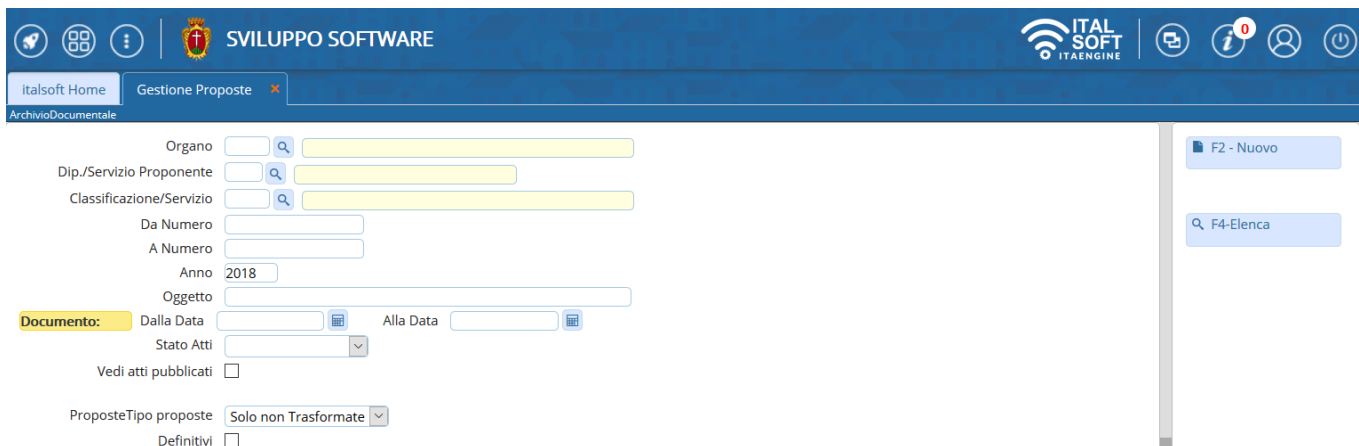 SVILUPPO SOFTWARE
ITAL
SOFT
ITAENGINE
0
italsoft Home
Gestione Proposte
ArchivioDocumentale
Organo
F2 - Nuovo
Dip./Servizio Proponente
Classificazione/Servizio
Da Numero
F4-Elenca
A Numero
Anno 2018
Oggetto
Documento: Dalla Data Alla Data
Stato Atti
Vedi atti pubblicati
ProposteTipo proposte Solo non Trasformate
Definitivi